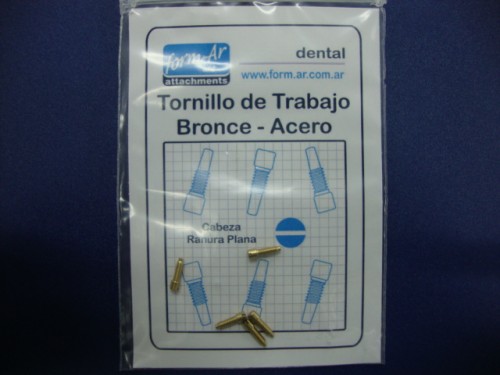 form-Ar
attachments
dental
www.form.ar.com.ar
Tornillo de Trabajo
Bronce - Acero
Cabeza
Ranura Plana